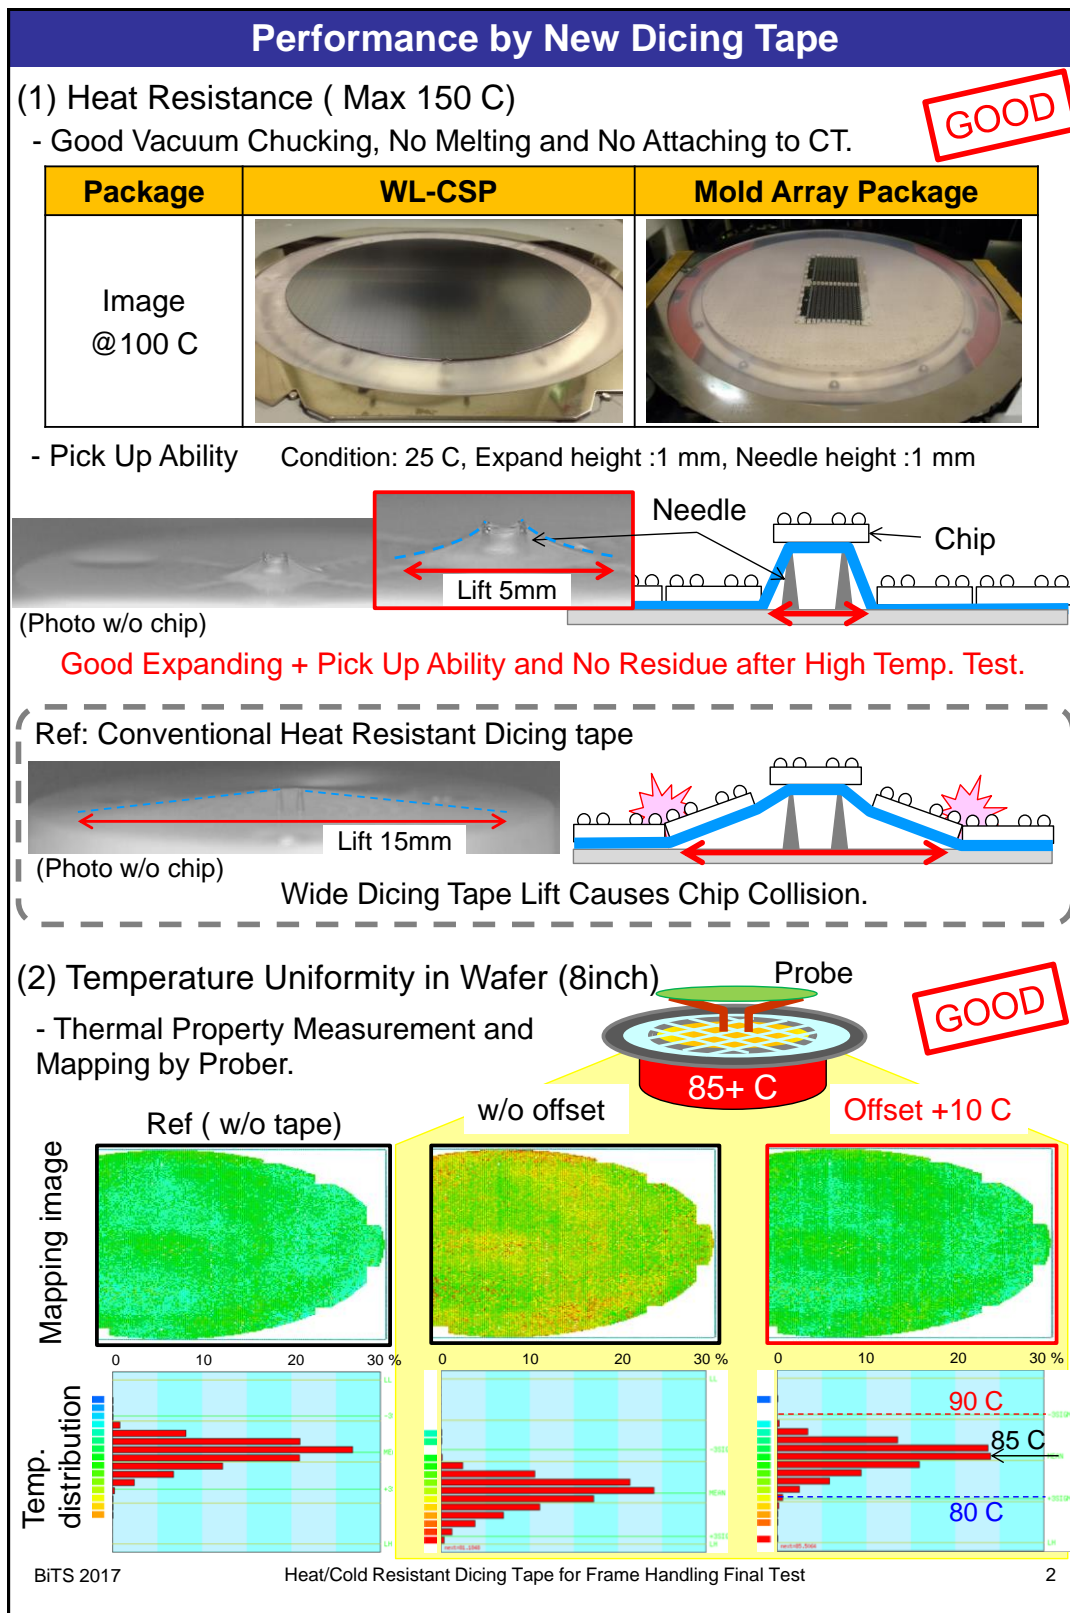 Performance by New Dicing Tape
(1) Heat Resistance ( Max 150 C)
GOOD
- Good Vacuum Chucking, No Melting and No Attaching to CT.
Package
WL-CSP
Mold Array Package
Image
@100 C
- Pick Up Ability
Condition: 25 C, Expand height :1 mm, Needle height :1 mm
Needle
Chip
Lift 5mm
(Photo w/o chip)
Good Expanding + Pick Up Ability and No Residue after High Temp. Test.
Ref: Conventional Heat Resistant Dicing tape
Lift 15mm
(Photo w/o chip)
Wide Dicing Tape Lift Causes Chip Collision.
(2) Temperature Uniformity in Wafer (8inch)
Probe
GOOD
- Thermal Property Measurement and
Mapping by Prober.
85+ C
Ref ( w/o tape)
w/o offset
Offset +10 C
Mapping image
0 10 20 30 %
0 10 20 30 %
0 10 20 30 %
Temp.
distribution
90 C
85 C
80 C
BiTS 2017
Heat/Cold Resistant Dicing Tape for Frame Handling Final Test
2